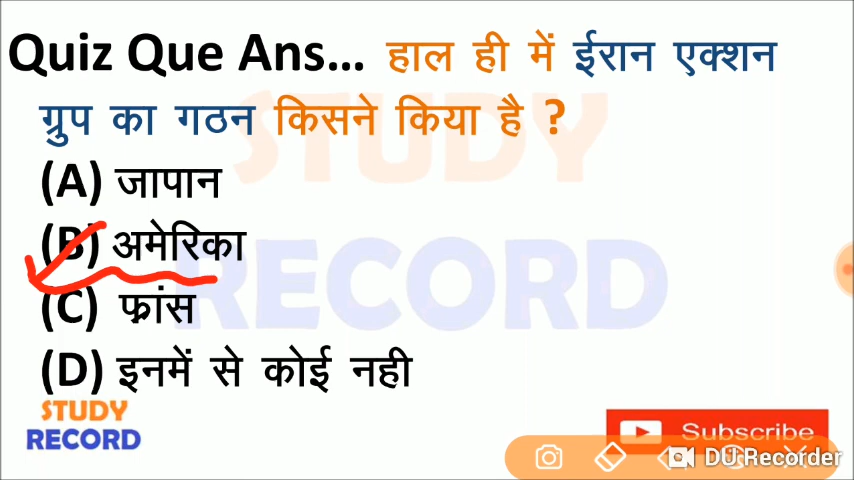 Quiz Que Ans... हाल ही में ईरान एक्शन
ग्रुप का गठन किसने किया है ?
(A) जापान
(B) अमेरिका
(C) फ्रांस
(D) इनमें से कोई नही
STUDY
RECORD
STUDY
RECORD
Subscribe
DU Recorder